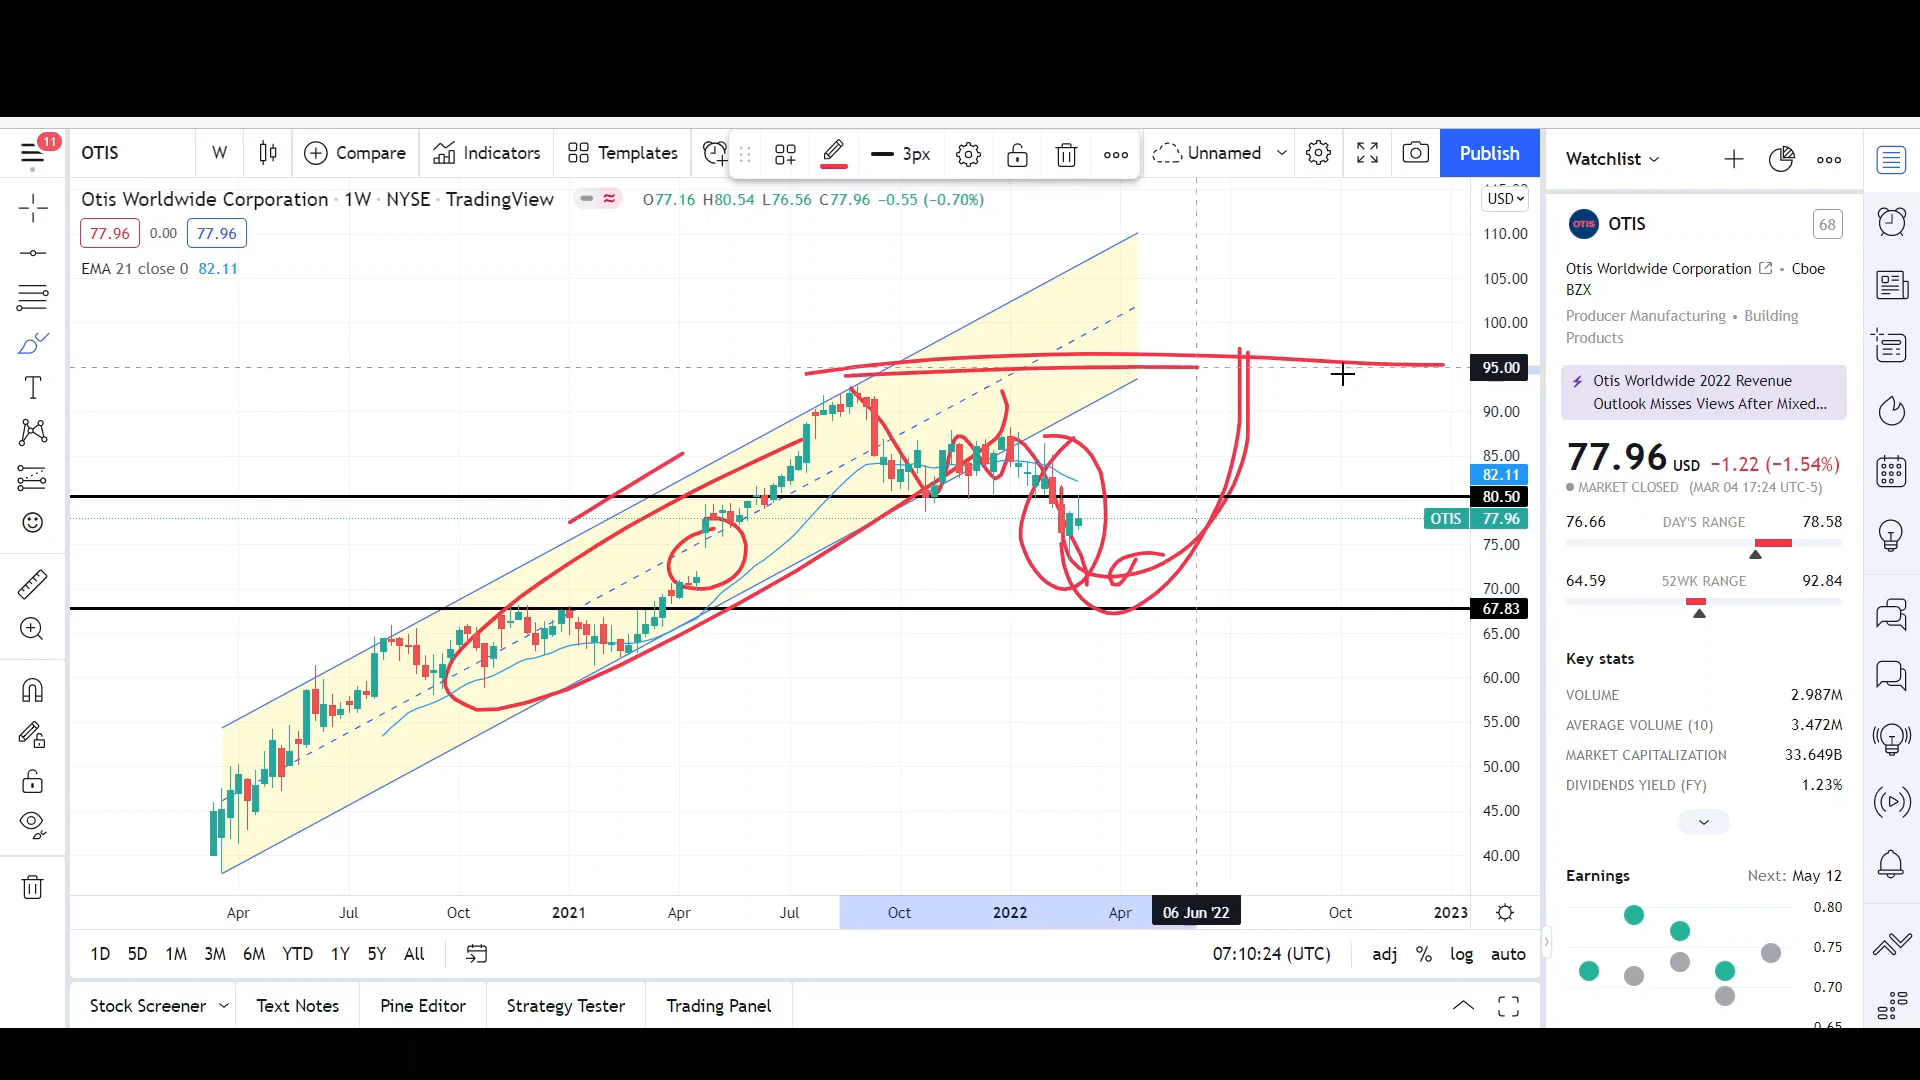 11
OTIS
W
Compare
Indicators
Templates
3px
Unnamed
Publish
Otis Worldwide Corporation · 1W · NYSE · TradingView
O77.16 H80.54 L76.56 C77.96 −0.55 (−0.70%)
77.96
0.00
77.96
EMA 21 close 0 82.11
USD
110.00
105.00
100.00
95.00
90.00
85.00
82.11
80.50
OTIS 77.96
75.00
70.00
67.83
65.00
60.00
55.00
50.00
45.00
40.00
Apr Jul Oct 2021 Apr Jul Oct 2022 Apr 06 Jun '22 Oct 2023
1D 5D 1M 3M 6M YTD 1Y 5Y All
07:10:24 (UTC) adj % log auto
Stock Screener Text Notes Pine Editor Strategy Tester Trading Panel
Watchlist
OTIS
OTIS
68
Otis Worldwide Corporation • Cboe
BZX
Producer Manufacturing • Building
Products
Otis Worldwide 2022 Revenue
Outlook Misses Views After Mixed...
77.96 USD −1.22 (−1.54%)
MARKET CLOSED (MAR 04 17:24 UTC-5)
76.66 DAY'S RANGE 78.58
64.59 52WK RANGE 92.84
Key stats
VOLUME 2.987M
AVERAGE VOLUME (10) 3.472M
MARKET CAPITALIZATION 33.649B
DIVIDENDS YIELD (FY) 1.23%
Earnings Next: May 12
0.80
0.75
0.70